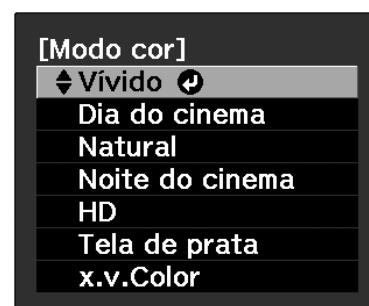 [Modo cor]
Vívido
Dia do cinema
Natural
Noite do cinema
HD
Tela de prata
x.v.Color